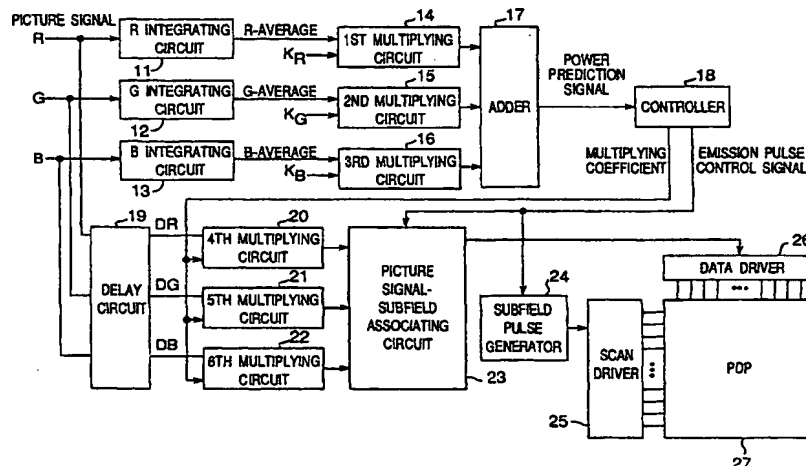 PICTURE SIGNAL
R
R INTEGRATING
CIRCUIT
11
R-AVERAGE
KR
14
1ST MULTIPLYING
CIRCUIT
17
ADDER
POWER
PREDICTION
SIGNAL
18
CONTROLLER
G
G INTEGRATING
CIRCUIT
12
G-AVERAGE
KG
15
2ND MULTIPLYING
CIRCUIT
B
B INTEGRATING
CIRCUIT
13
B-AVERAGE
KB
16
3RD MULTIPLYING
CIRCUIT
MULTIPLYING
COEFFICIENT
EMISSION PULSE
CONTROL SIGNAL
19
DELAY
CIRCUIT
DR
DG
DB
20
4TH MULTIPLYING
CIRCUIT
21
5TH MULTIPLYING
CIRCUIT
22
6TH MULTIPLYING
CIRCUIT
PICTURE
SIGNAL-
SUBFIELD
ASSOCIATING
CIRCUIT
23
24
SUBFIELD
PULSE
GENERATOR
SCAN
DRIVER
25
26
DATA DRIVER
PDP
27